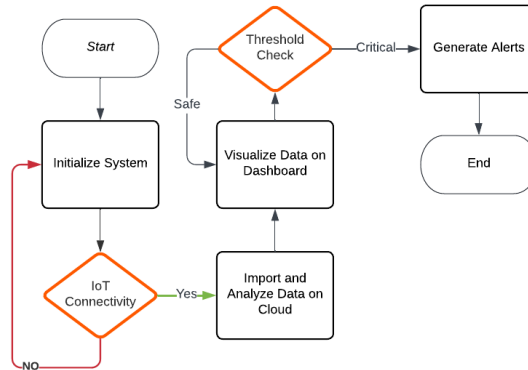 Start
Initialize System
IoT
Connectivity
NO
Yes
Import and
Analyze Data on
Cloud
Visualize Data on
Dashboard
Threshold
Check
Safe
Critical
Generate Alerts
End